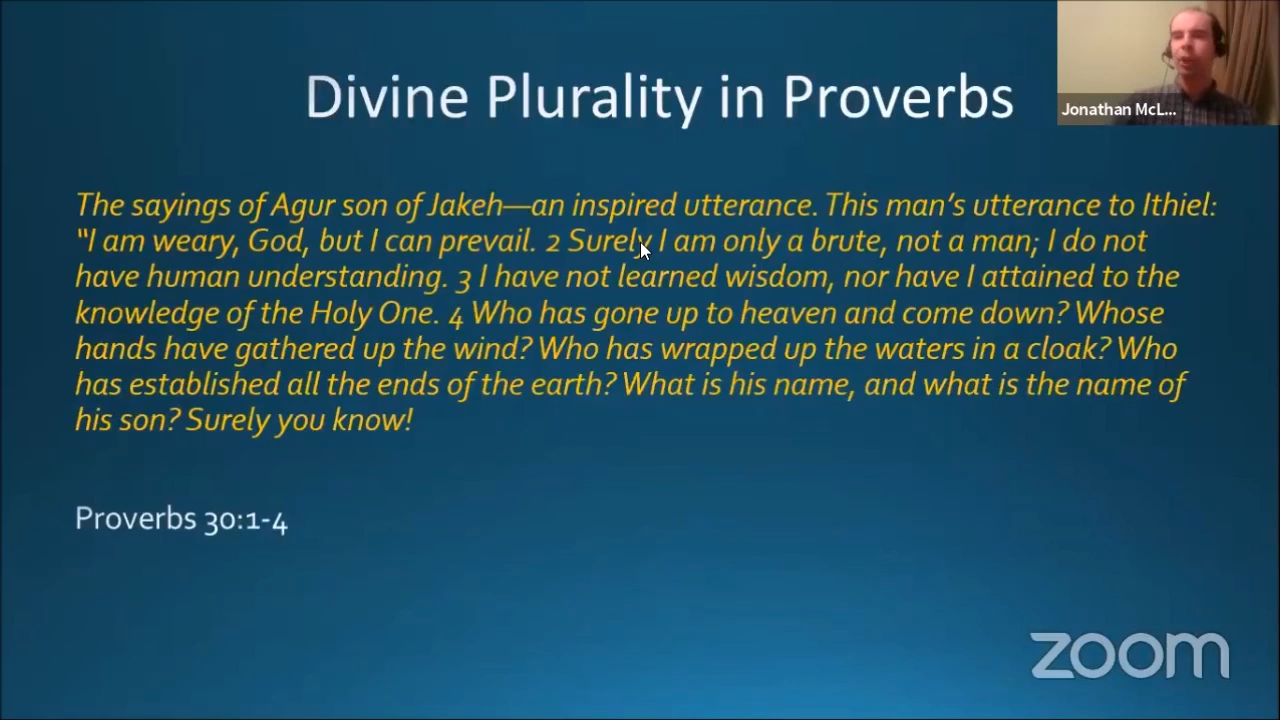 Divine Plurality in Proverbs
Jonathan McL...
The sayings of Agur son of Jakeh—an inspired utterance. This man’s utterance to Ithiel:
“I am weary, God, but I can prevail. 2 Surely I am only a brute, not a man; I do not
have human understanding. 3 I have not learned wisdom, nor have I attained to the
knowledge of the Holy One. 4 Who has gone up to heaven and come down? Whose
hands have gathered up the wind? Who has wrapped up the waters in a cloak? Who
has established all the ends of the earth? What is his name, and what is the name of
his son? Surely you know!
Proverbs 30:1-4
zoom